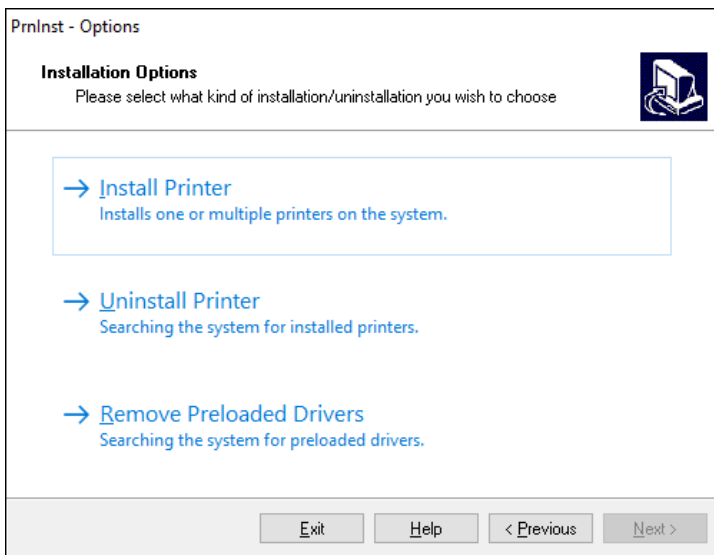 PrnInst - Options
Installation Options
Please select what kind of installation/uninstallation you wish to choose
→ Install Printer
Installs one or multiple printers on the system.
→ Uninstall Printer
Searching the system for installed printers.
→ Remove Preloaded Drivers
Searching the system for preloaded drivers.
Exit Help < Previous Next >